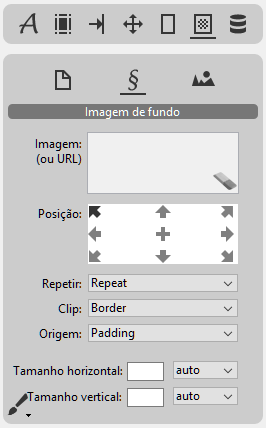 A
§
Imagem de fundo
Imagem:
(ou URL)
Posição:
Repetir: Repeat
Clip: Border
Origem: Padding
Tamanho horizontal: auto
Tamanho vertical: auto